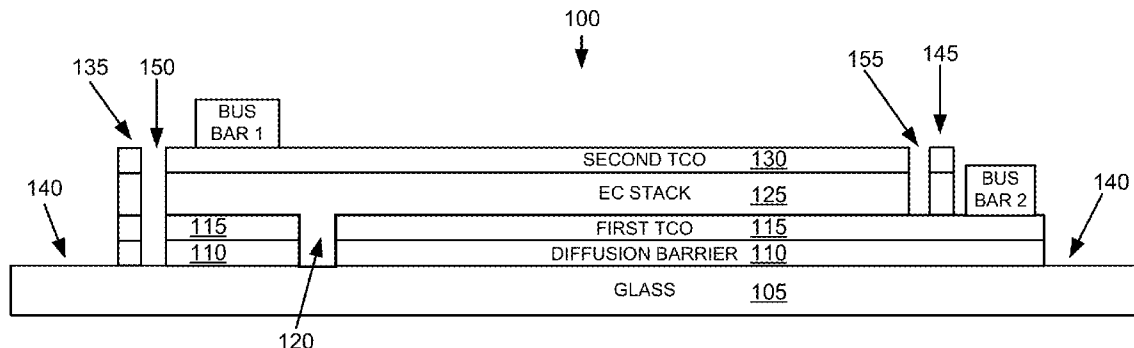 100
135
150
155
145
BUS
BAR 1
SECOND TCO 130
140
EC STACK 125
BUS
BAR 2
140
115
FIRST TCO 115
110
DIFFUSION BARRIER 110
GLASS 105
120